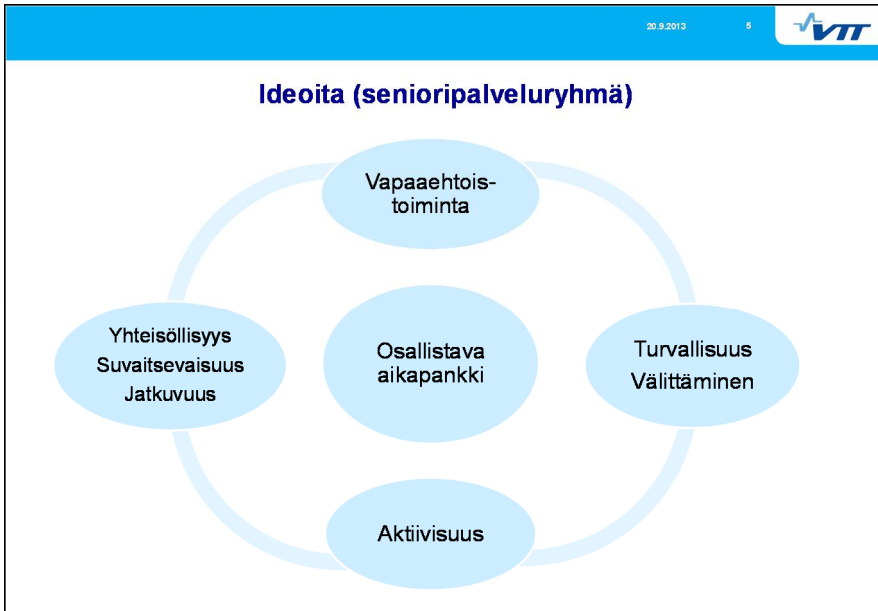 20.9.2013
5
VTT
Ideoita (senioripalveluryhmä)
Vapaaehtois-
toiminta
Yhteisöllisyys
Suvaitsevaisuus
Jatkuvuus
Osallistava
aikapankki
Turvallisuus
Välittäminen
Aktiivisuus